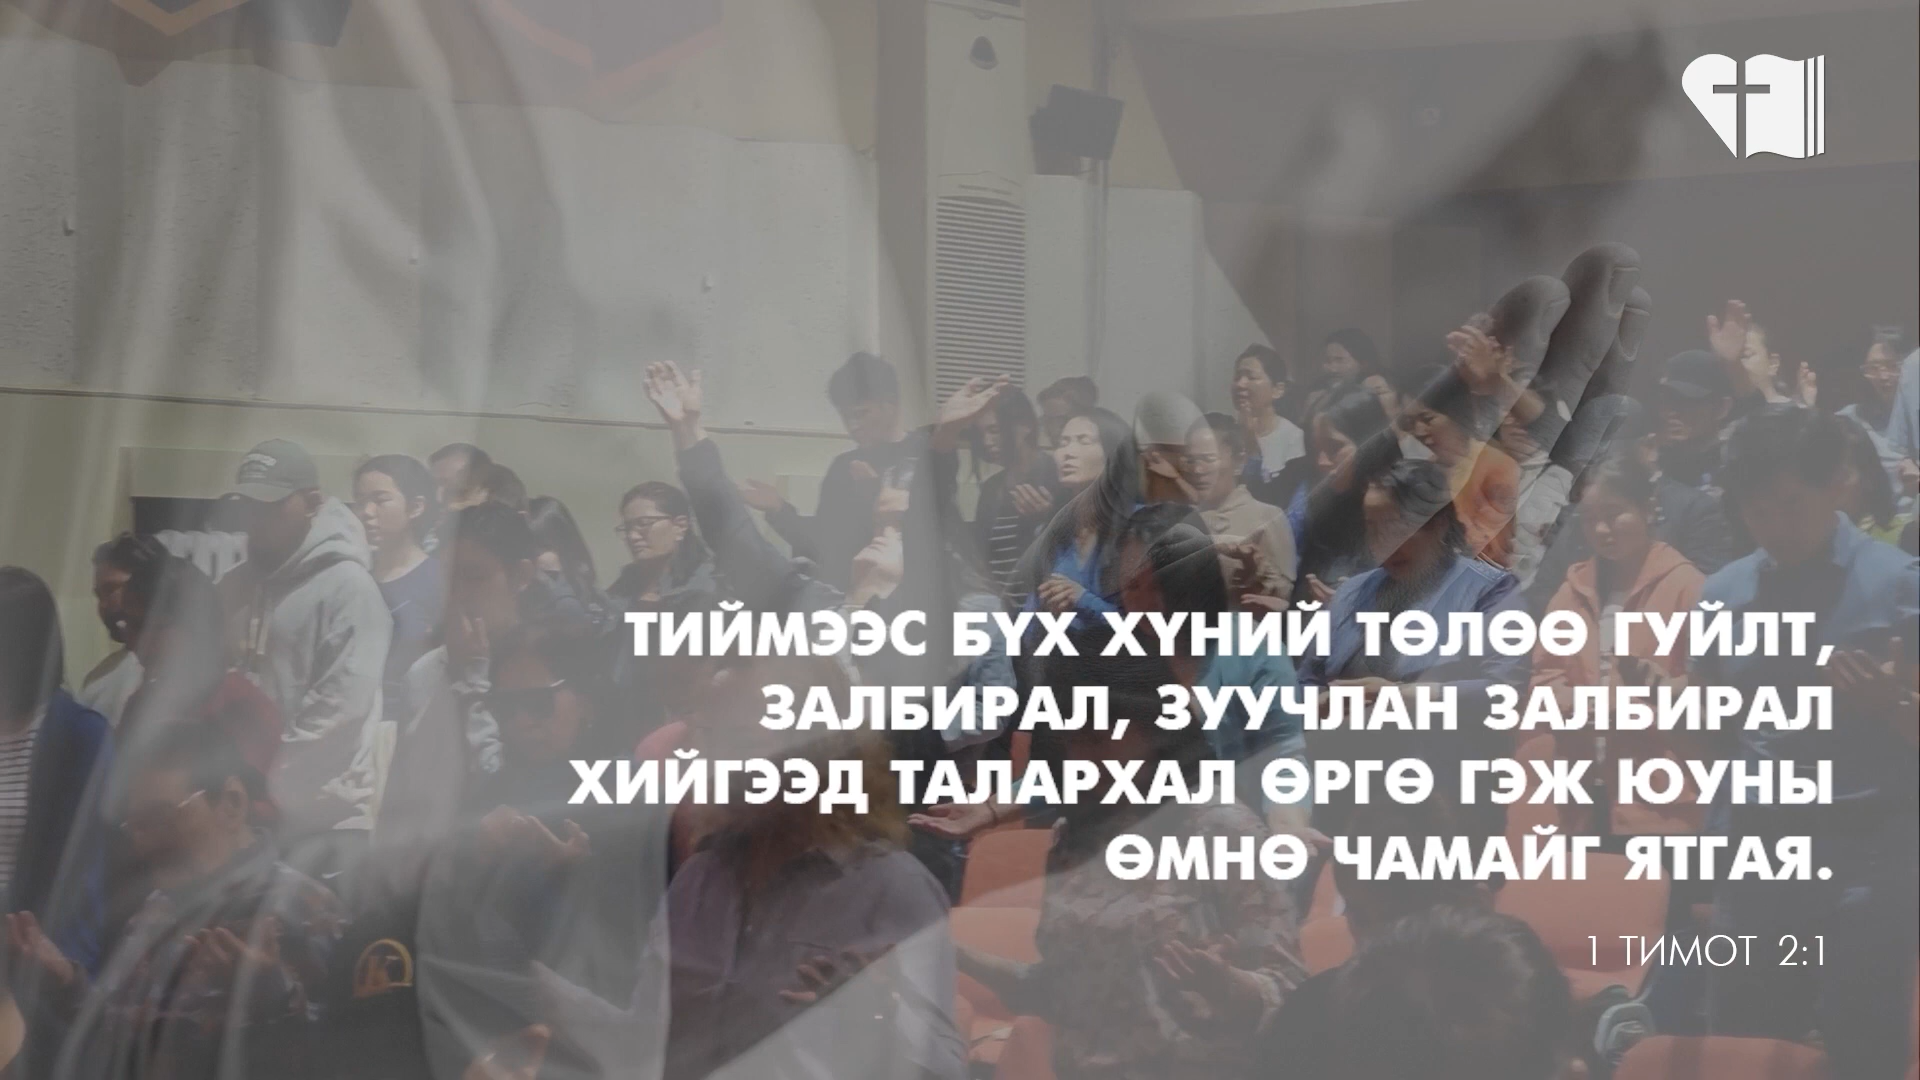 ТИЙМЭЭС БҮХ ХҮНИЙ ТӨЛӨӨ ГУЙЛТ,
ЗАЛБИРАЛ, ЗУУЧЛАН ЗАЛБИРАЛ
ХИЙГЭЭД ТАЛАРХАЛ ӨРГӨ ГЭЖ ЮУНЫ
ӨМНӨ ЧАМАЙГ ЯТГАЯ.
1 ТИМОТ 2:1